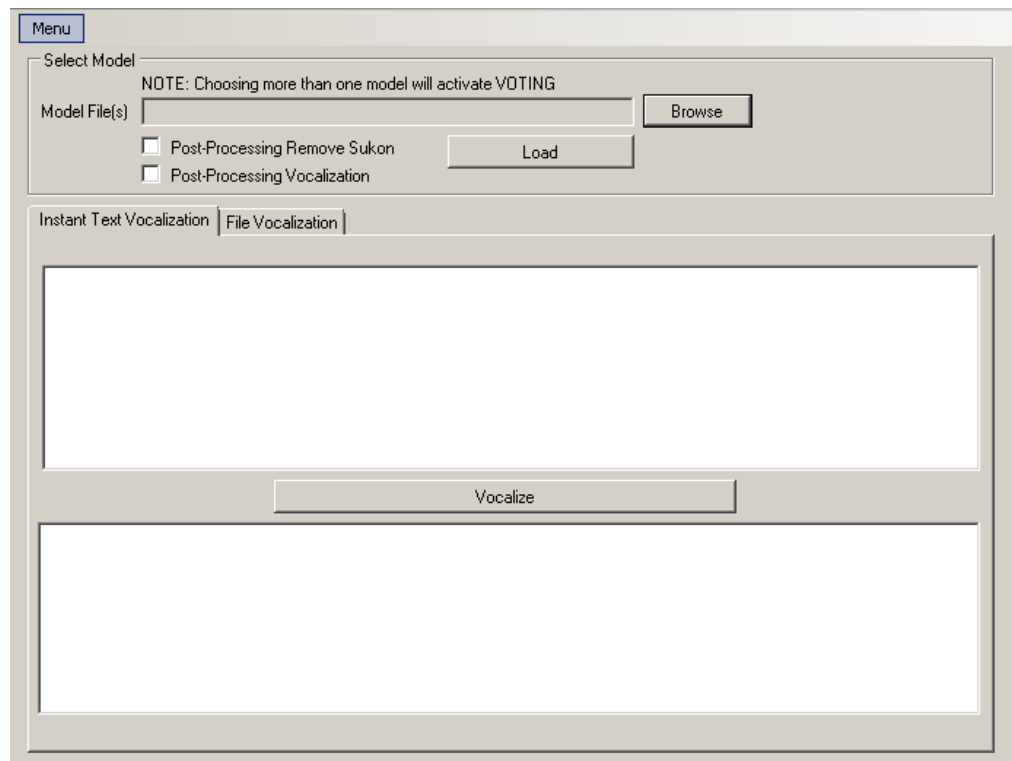 Menu
Select Model
NOTE: Choosing more than one model will activate VOTING
Model File(s)
Browse
Post-Processing Remove Sukon
Load
Post-Processing Vocalization
Instant Text Vocalization
File Vocalization
Vocalize